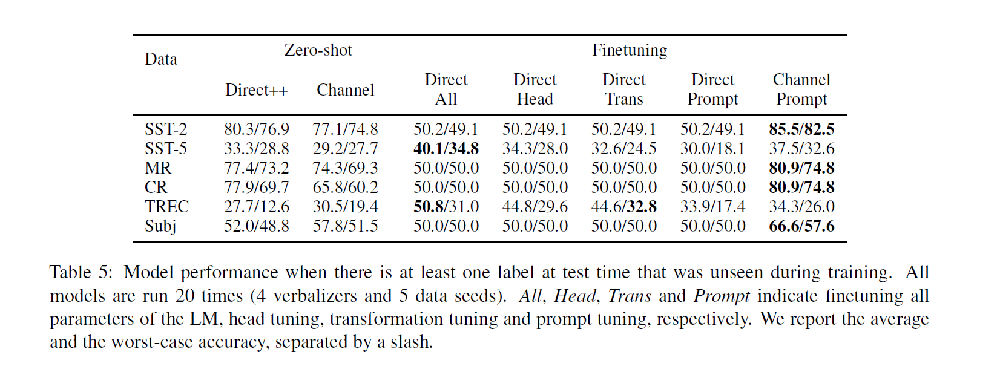 Data Zero-shot Finetuning
Direct++ Channel Direct All Direct Head Direct Trans Direct Prompt Channel Prompt
SST-2 80.3/76.9 77.1/74.8 50.2/49.1 50.2/49.1 50.2/49.1 50.2/49.1 85.5/82.5
SST-5 33.3/28.8 29.2/27.7 40.1/34.8 34.3/28.0 32.6/24.5 30.0/18.1 37.5/32.6
MR 77.4/73.2 74.3/69.3 50.0/50.0 50.0/50.0 50.0/50.0 50.0/50.0 80.9/74.8
CR 77.9/69.7 65.8/60.2 50.0/50.0 50.0/50.0 50.0/50.0 50.0/50.0 80.9/74.8
TREC 27.7/12.6 30.5/19.4 50.8/31.0 44.8/29.6 44.6/32.8 33.9/17.4 34.3/26.0
Subj 52.0/48.8 57.8/51.5 50.0/50.0 50.0/50.0 50.0/50.0 50.0/50.0 66.6/57.6
Table 5: Model performance when there is at least one label at test time that was unseen during training. All
models are run 20 times (4 verbalizers and 5 data seeds). All, Head, Trans and Prompt indicate finetuning all
parameters of the LM, head tuning, transformation tuning and prompt tuning, respectively. We report the average
and the worst-case accuracy, separated by a slash.